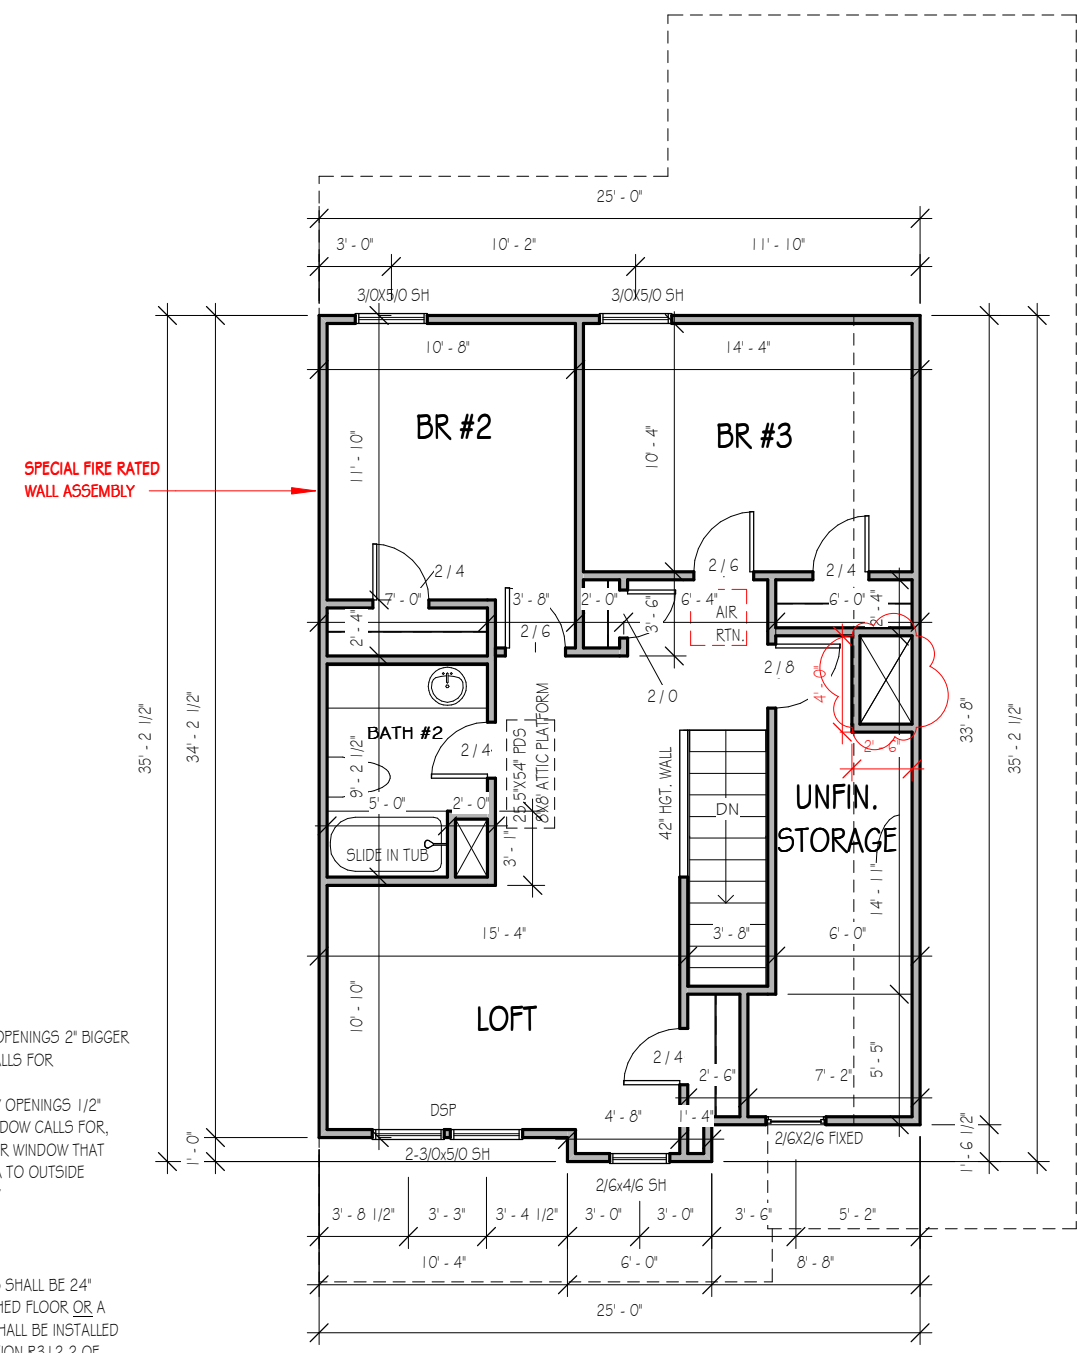 25' - 0"
3' - 0"
10' - 2"
11' - 10"
3/0X5/0 SH
3/0X5/0 SH
10' - 8"
14' - 4"
BR #2
BR #3
11' - 10"
10' - 4"
SPECIAL FIRE RATED
WALL ASSEMBLY
2 / 4
2 / 6
2 / 4
7' - 0"
3' - 8"
2' - 0"
3' - 6"
6' - 4"
AIR
RTN.
6' - 0"
2' - 4"
2' - 4"
2 / 6
2 / 0
2 / 8
4' - 0"
2' - 6"
35' - 2 1/2"
34' - 2 1/2"
33' - 8"
35' - 2 1/2"
BATH #2
2 / 4
9' - 2 1/2"
5' - 0"
2' - 0"
25.5"X54" PDS
8'X8' ATTIC PLATFORM
42" HGT. WALL
DN
UNFIN.
STORAGE
SLIDE IN TUB
3' - 1"
14' - 11"
15' - 4"
3' - 8"
6' - 0"
LOFT
10' - 10"
OPENINGS 2" BIGGER
ALLS FOR
OPENINGS 1/2"
DOW CALLS FOR,
R WINDOW THAT
TO OUTSIDE
2 / 4
2' - 6"
7' - 2"
5' - 5"
DSP
4' - 8"
1' - 4"
2-3/0x5/0 SH
2/6X2/6 FIXED
1' - 0"
1' - 6 1/2"
2/6x4/6 SH
3' - 8 1/2"
3' - 3"
3' - 4 1/2"
3' - 0"
3' - 0"
3' - 6"
5' - 2"
10' - 4"
6' - 0"
8' - 8"
25' - 0"
SHALL BE 24"
HED FLOOR OR A
HALL BE INSTALLED
ION R312.2 OF